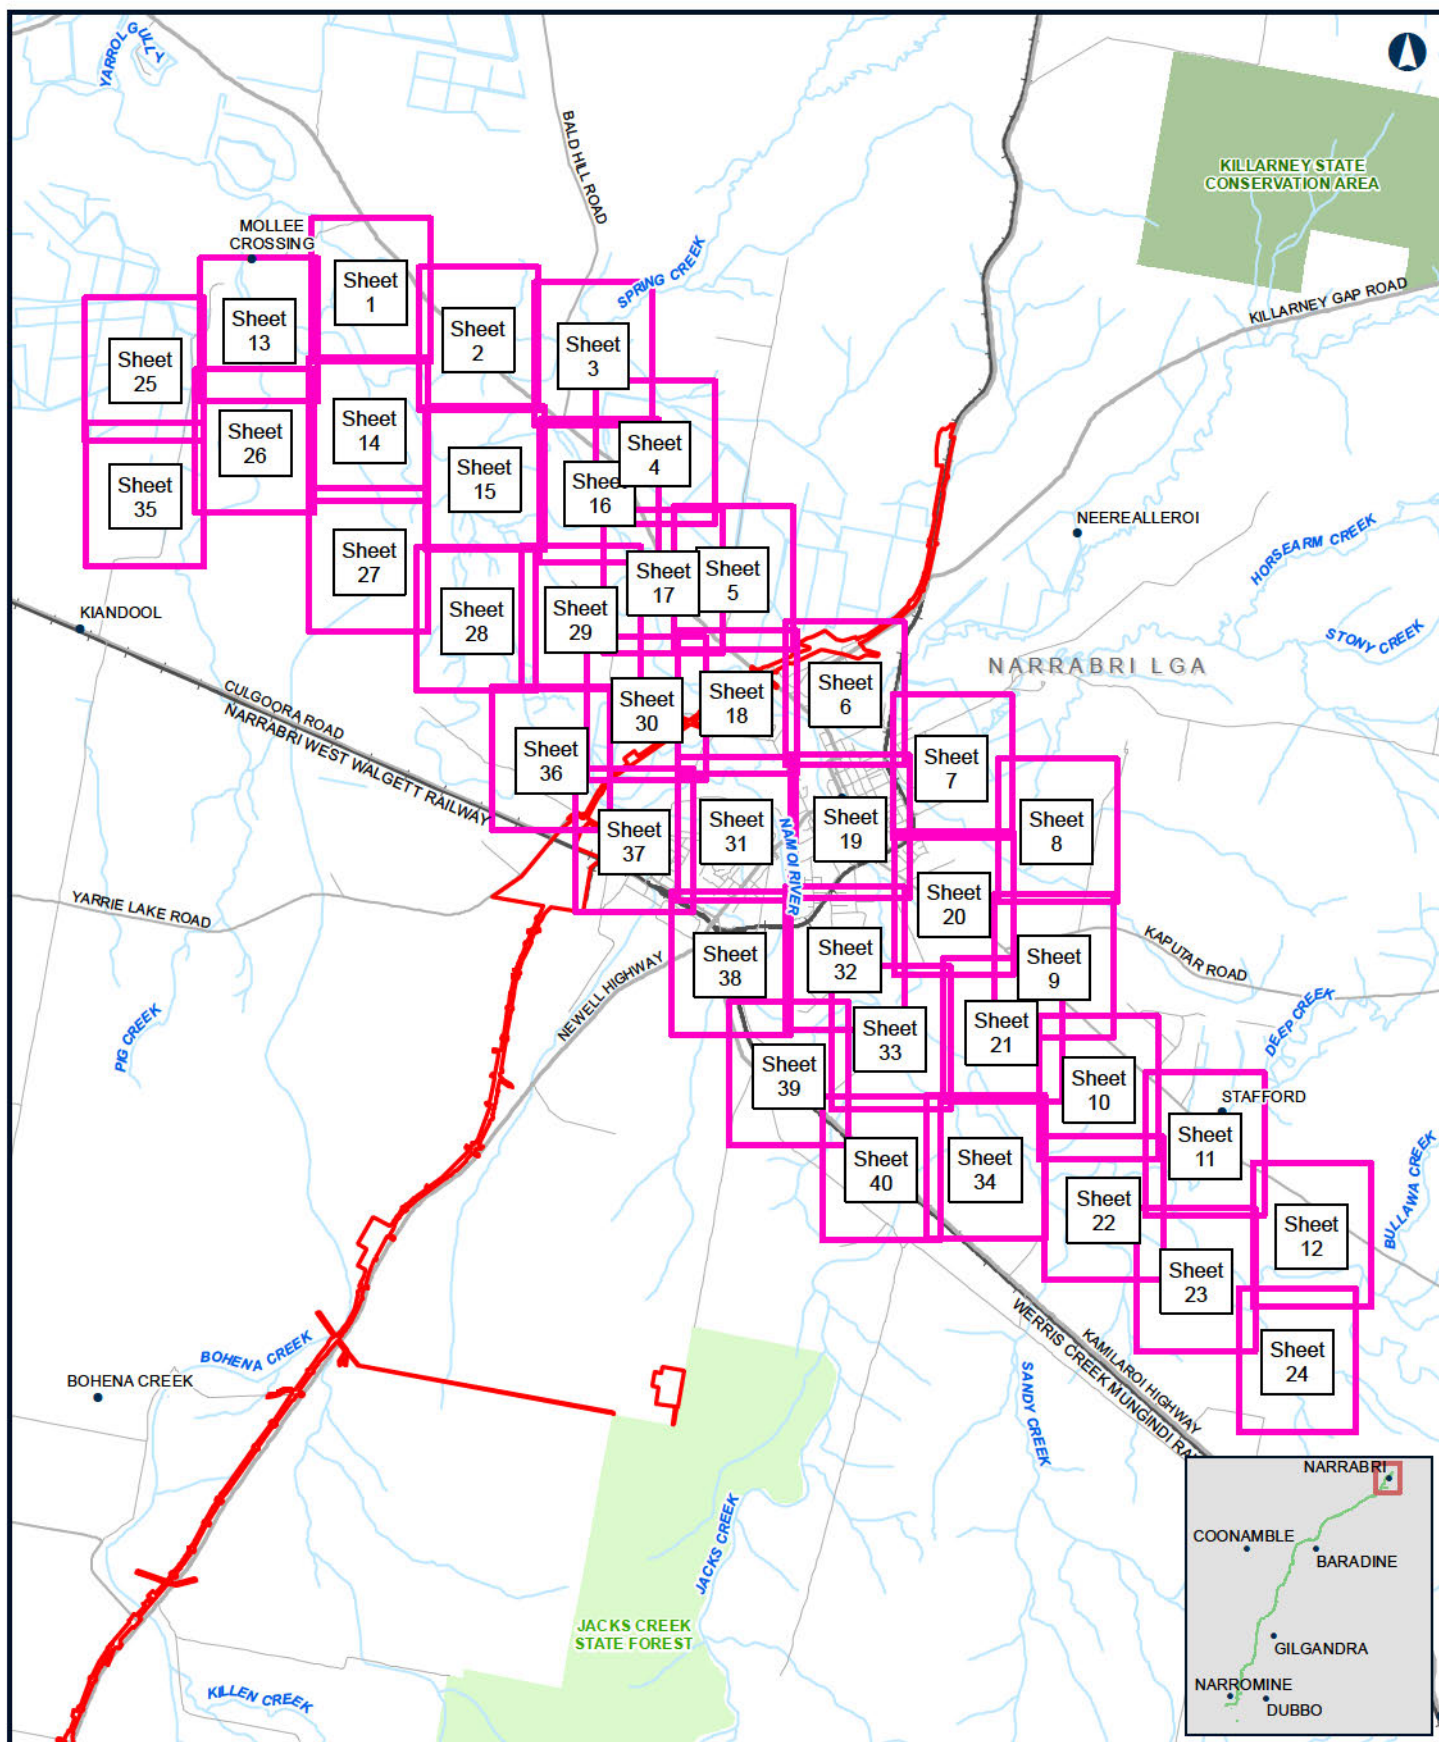 YARROL GULLY
BALD HILL ROAD
KILLARNEY STATE
CONSERVATION AREA
MOLLEE
CROSSING
SPRING CREEK
KILLARNEY GAP ROAD
Sheet
1
Sheet
13
Sheet
2
Sheet
3
Sheet
25
Sheet
14
Sheet
26
Sheet
4
Sheet
15
Sheet
16
Sheet
35
NEEREALLEROI
HORSEARM CREEK
Sheet
27
Sheet
17
Sheet
5
KIANDOOL
Sheet
28
Sheet
29
STONY CREEK
NARRABRI LGA
CULGOORA ROAD
NARRABRI WEST WALGETT RAILWAY
Sheet
30
Sheet
18
Sheet
6
Sheet
36
Sheet
7
Sheet
37
Sheet
31
NAMOI RIVER
Sheet
19
Sheet
8
YARRIE LAKE ROAD
Sheet
20
KAPUTAR ROAD
NEWELL HIGHWAY
Sheet
38
Sheet
32
Sheet
9
PIG CREEK
DEEP CREEK
Sheet
33
Sheet
21
Sheet
39
Sheet
10
STAFFORD
Sheet
11
Sheet
40
Sheet
34
Sheet
22
BULLAWA CREEK
Sheet
12
Sheet
23
WERRIS CREEK MUNGINDI RA
KAMILAROI HIGHWAY
Sheet
24
BOHENA CREEK
BOHENA CREEK
SANDY CREEK
JACKS CREEK
JACKS CREEK
STATE FOREST
KILLEN CREEK
NARRABRI
COONAMBLE
BARADINE
GILGANDRA
NARROMINE
DUBBO